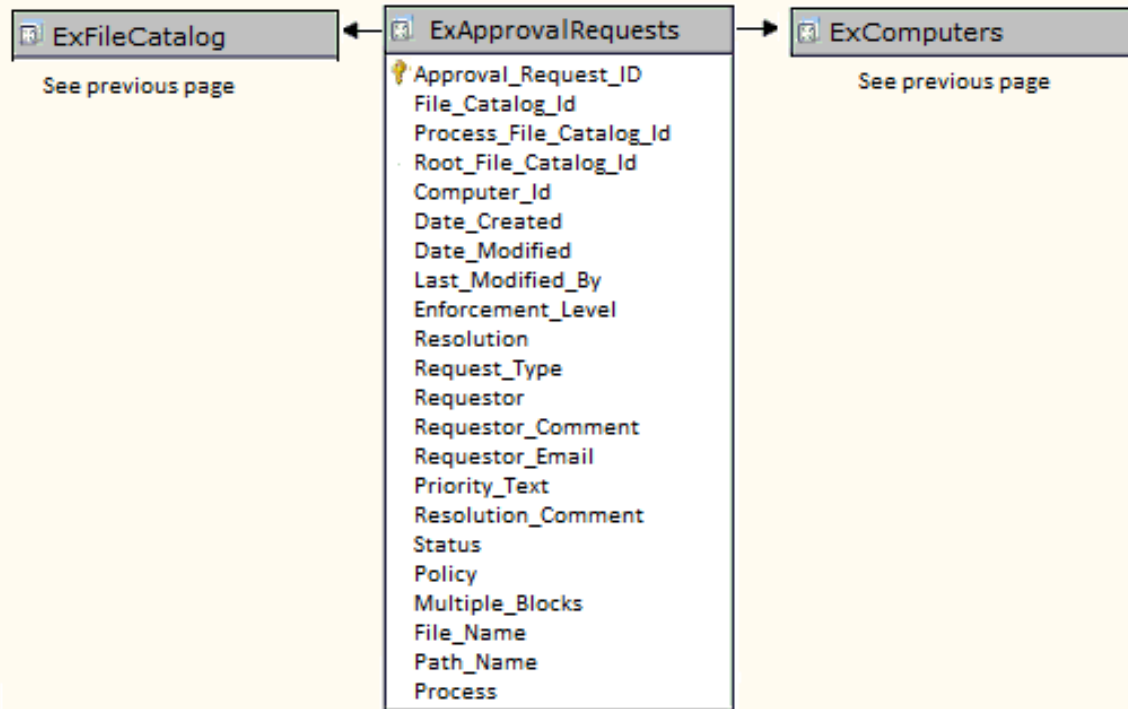 ExFileCatalog
See previous page
ExApprovalRequests
Approval_Request_ID
File_Catalog_Id
Process_File_Catalog_Id
Root_File_Catalog_Id
Computer_Id
Date_Created
Date_Modified
Last_Modified_By
Enforcement_Level
Resolution
Request_Type
Requestor
Requestor_Comment
Requestor_Email
Priority_Text
Resolution_Comment
Status
Policy
Multiple_Blocks
File_Name
Path_Name
Process
ExComputers
See previous page